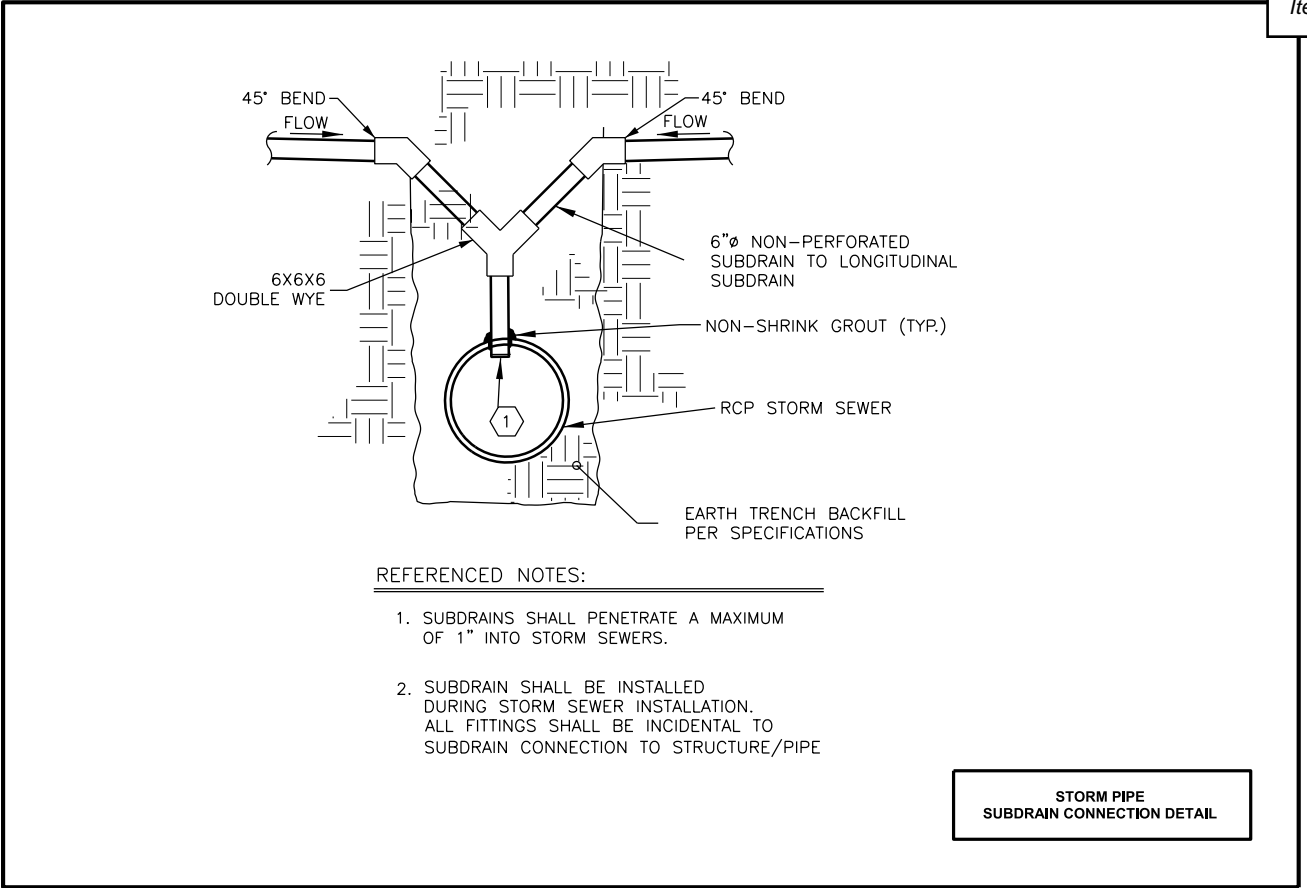 Ite
45° BEND
FLOW
45° BEND
FLOW
6"ø NON-PERFORATED
SUBDRAIN TO LONGITUDINAL
SUBDRAIN
6X6X6
DOUBLE WYE
NON-SHRINK GROUT (TYP.)
RCP STORM SEWER
1
EARTH TRENCH BACKFILL
PER SPECIFICATIONS
REFERENCED NOTES:
1. SUBDRAINS SHALL PENETRATE A MAXIMUM
OF 1" INTO STORM SEWERS.
2. SUBDRAIN SHALL BE INSTALLED
DURING STORM SEWER INSTALLATION.
ALL FITTINGS SHALL BE INCIDENTAL TO
SUBDRAIN CONNECTION TO STRUCTURE/PIPE
STORM PIPE
SUBDRAIN CONNECTION DETAIL